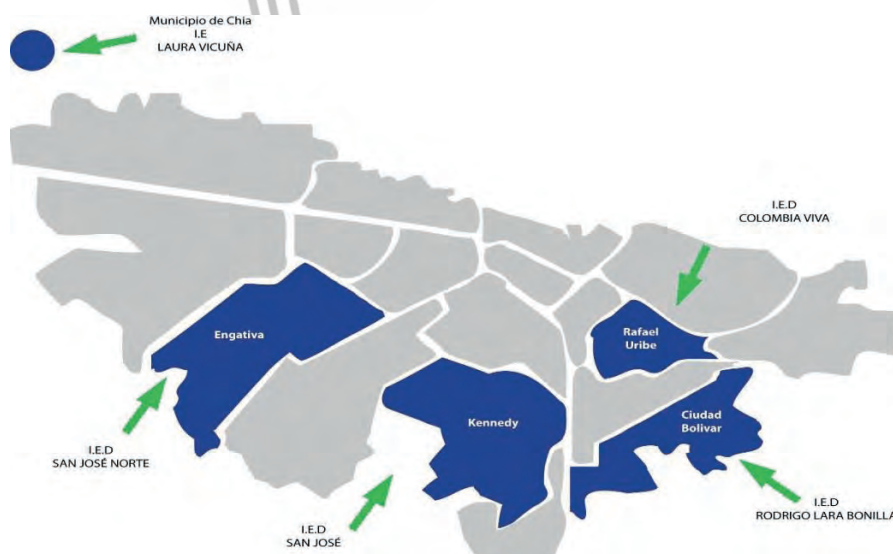 Municipio de Chia
I.E
LAURA VICUÑA
I.E.D
COLOMBIA VIVA
Engativa
Rafael
Uribe
Kennedy
Ciudad
Bolivar
I.E.D
SAN JOSÉ NORTE
I.E.D
SAN JOSÉ
I.E.D
RODRIGO LARA BONILLA